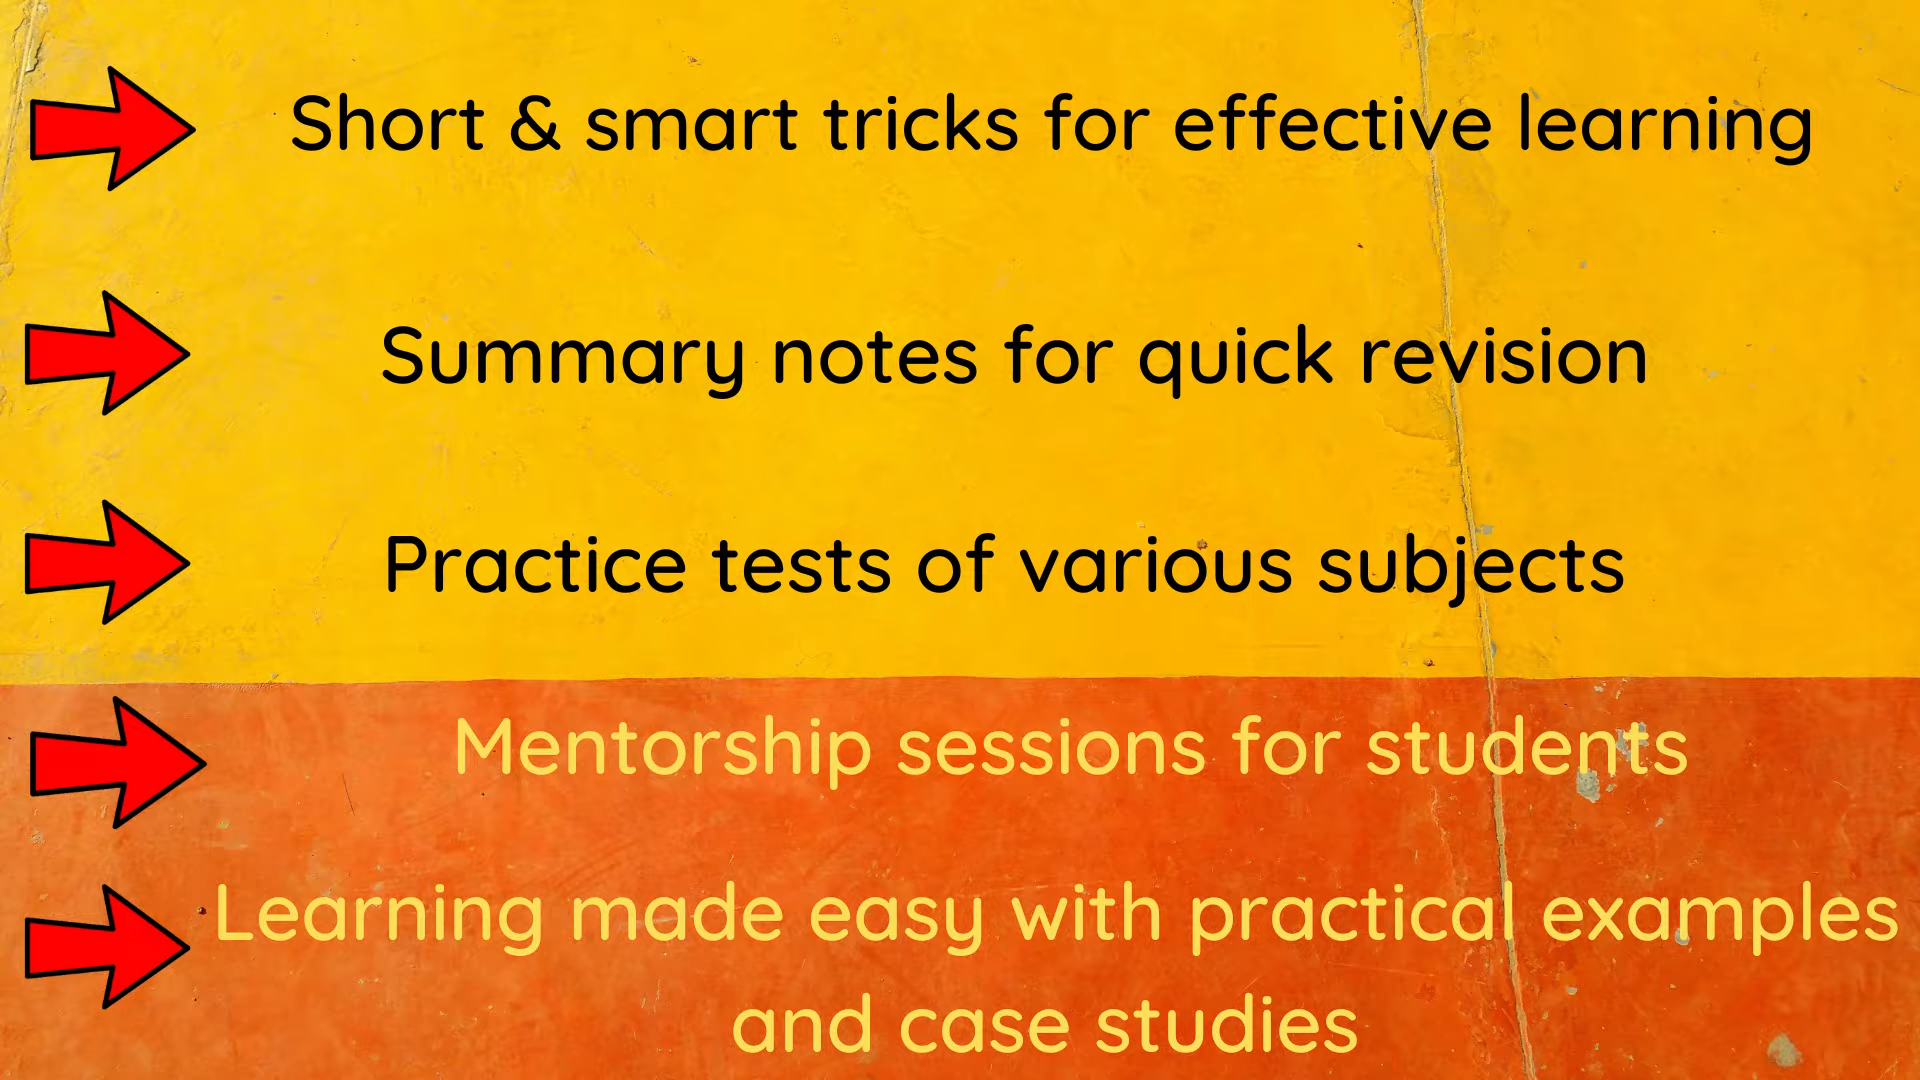 Short & smart tricks for effective learning
Summary notes for quick revision
Practice tests of various subjects
Mentorship sessions for students
Learning made easy with practical examples
and case studies